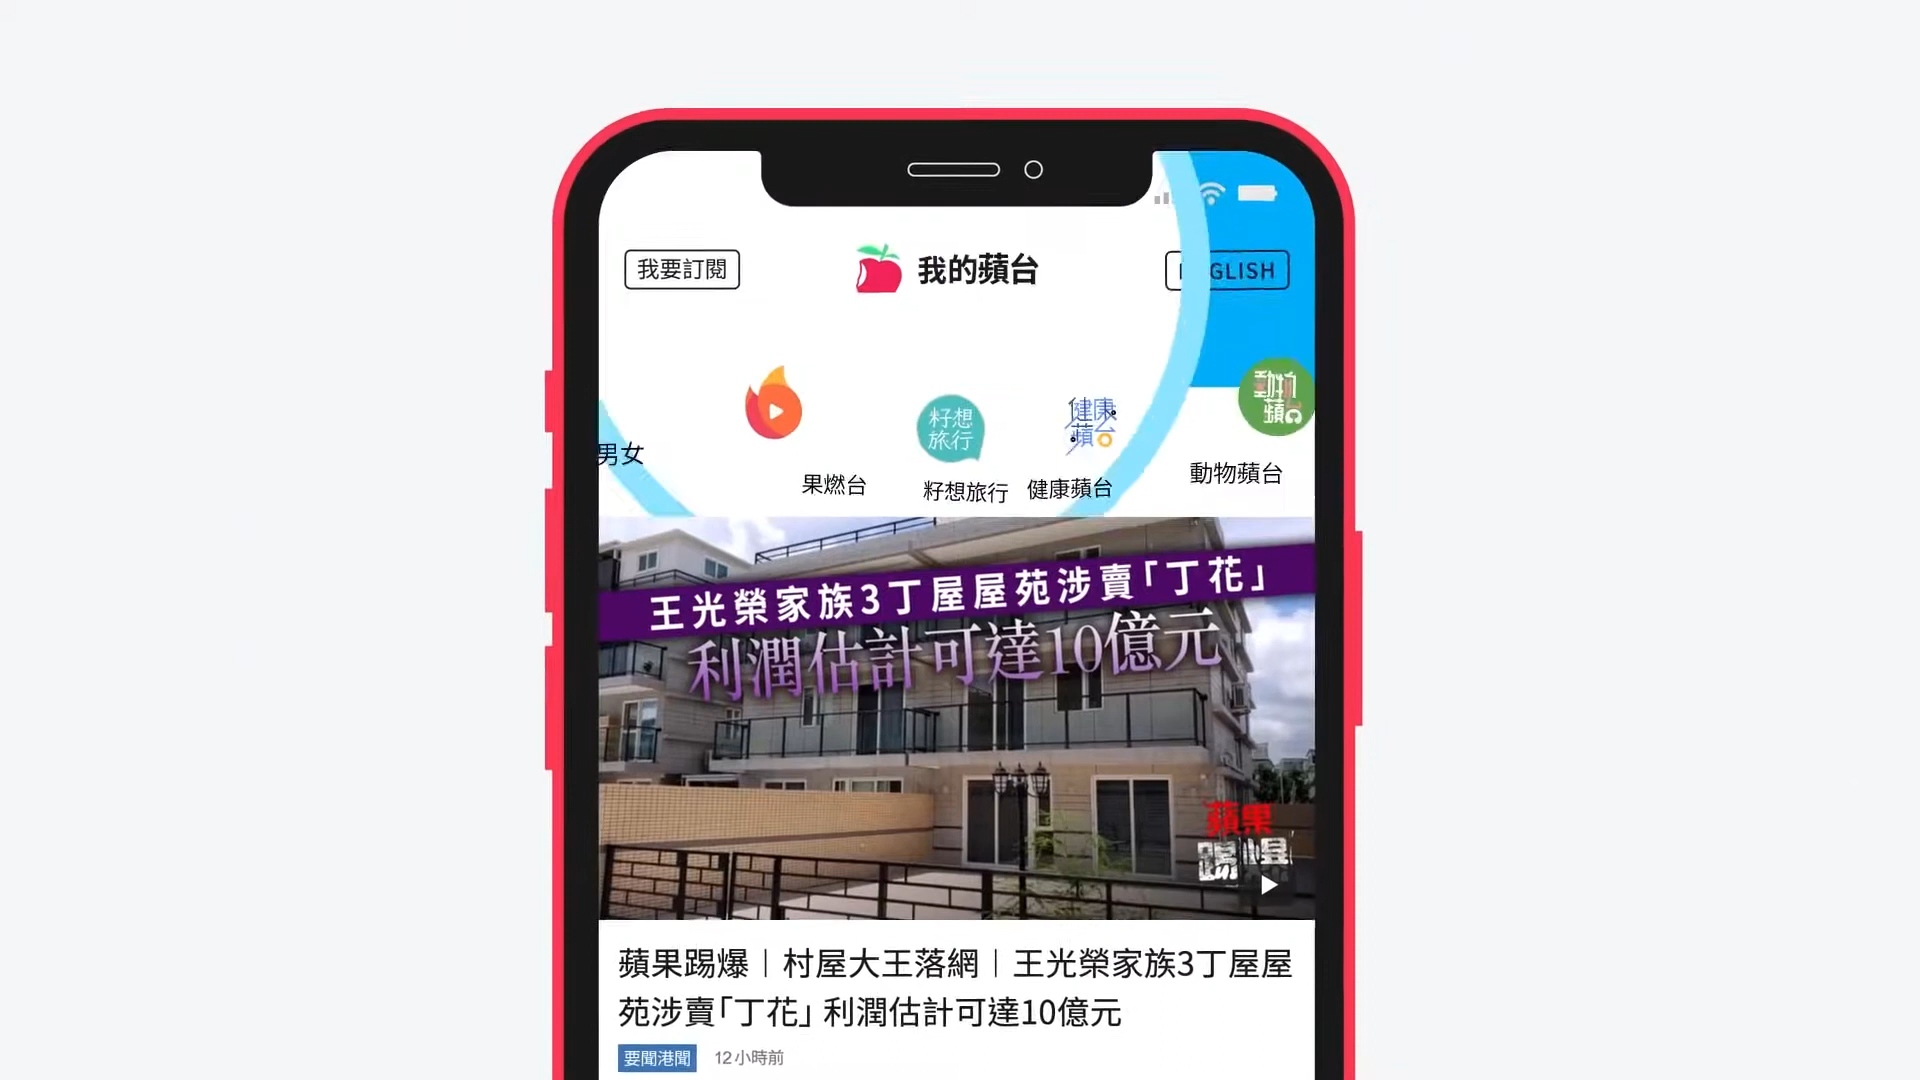 我要訂閱
我的蘋台
GLISH
動物蘋台
籽想旅行
健康蘋台
男女
果燃台
籽想旅行
健康蘋台
動物蘋台
王光榮家族3丁屋屋苑涉賣「丁花」
利潤估計可達10億元
蘋果
踢爆
蘋果踢爆︱村屋大王落網︱王光榮家族3丁屋屋
苑涉賣「丁花」利潤估計可達10億元
要聞港聞 12小時前